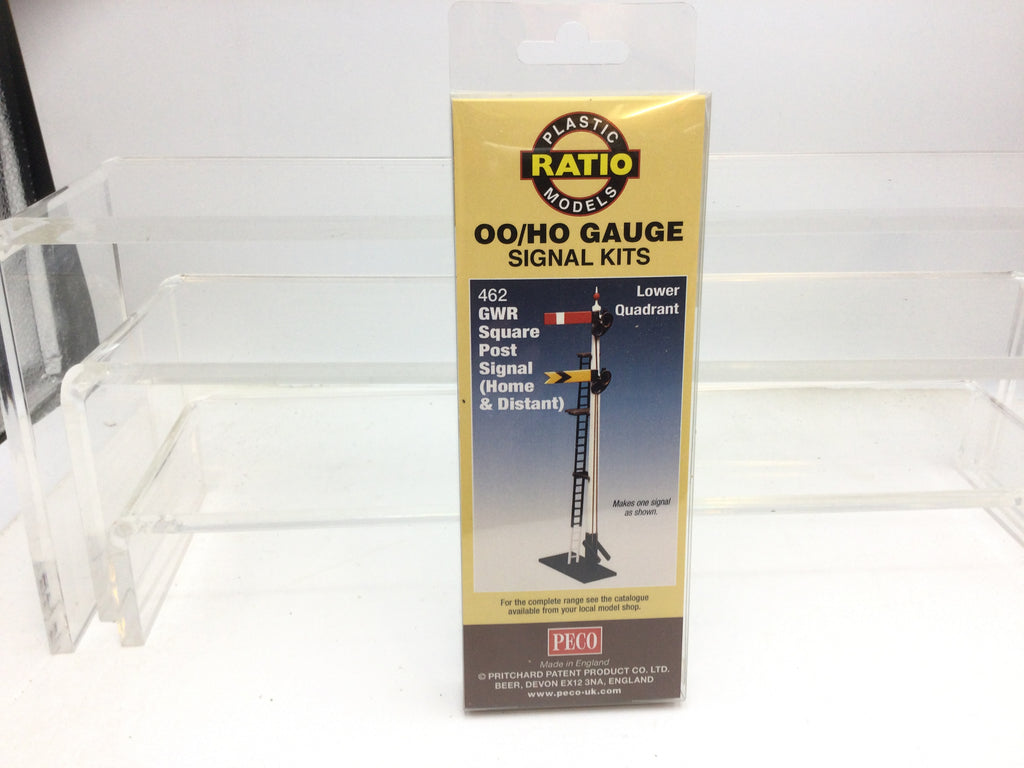 PLASTIC
RATIO
MODELS
OO/HO GAUGE
SIGNAL KITS
462
GWR
Square
Post
Signal
(Home
& Distant)
Lower
Quadrant
Makes one signal
as shown.
For the complete range see the catalogue
available from your local model shop.
PECO
Made in England
© PRITCHARD PATENT PRODUCT CO. LTD.
BEER, DEVON EX12 3NA, ENGLAND
www.peco-uk.com